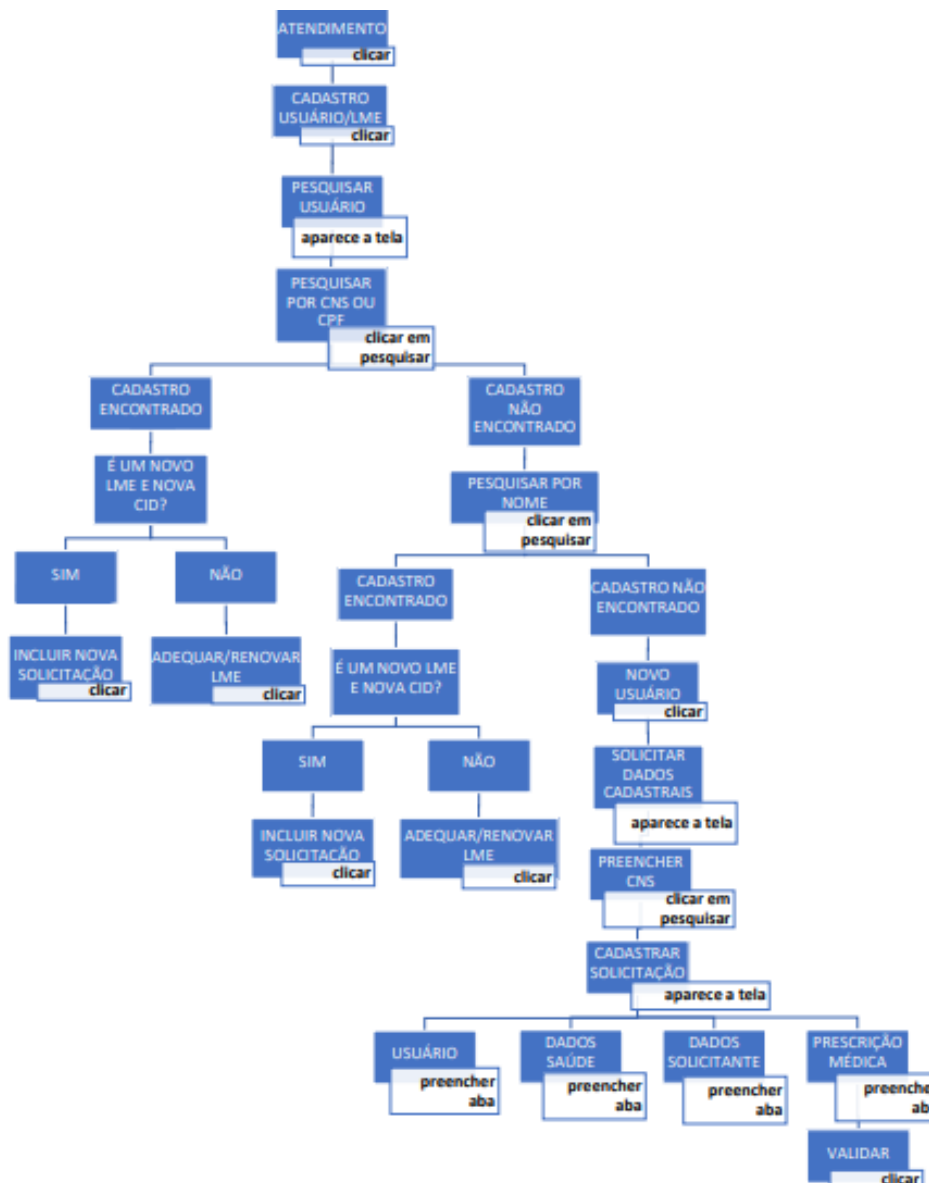 ATENDIMENTO
clicar
CADASTRO
USUÁRIO/LME
clicar
PESQUISAR
USUÁRIO
aparece a tela
PESQUISAR
POR CNS OU
CPF
clicar em
pesquisar
CADASTRO
ENCONTRADO
É UM NOVO
LME E NOVA
CID?
SIM
INCLUIR NOVA
SOLICITAÇÃO
clicar
NÃO
ADEQUAR/RENOVAR
LME
clicar
CADASTRO
NÃO
ENCONTRADO
PESQUISAR POR
NOME
clicar em
pesquisar
CADASTRO
ENCONTRADO
É UM NOVO LME
E NOVA CID?
SIM
INCLUIR NOVA
SOLICITAÇÃO
clicar
NÃO
ADEQUAR/RENOVAR
LME
clicar
CADASTRO NÃO
ENCONTRADO
NOVO
USUÁRIO
clicar
SOLICITAR
DADOS
CADASTRAIS
aparece a tela
PREENCHER
CNS
clicar em
pesquisar
CADASTRAR
SOLICITAÇÃO
aparece a tela
USUÁRIO
preencher
aba
DADOS
SAÚDE
preencher
aba
DADOS
SOLICITANTE
preencher
aba
PRESCRIÇÃO
MÉDICA
preenche
ab
VALIDAR
clicar